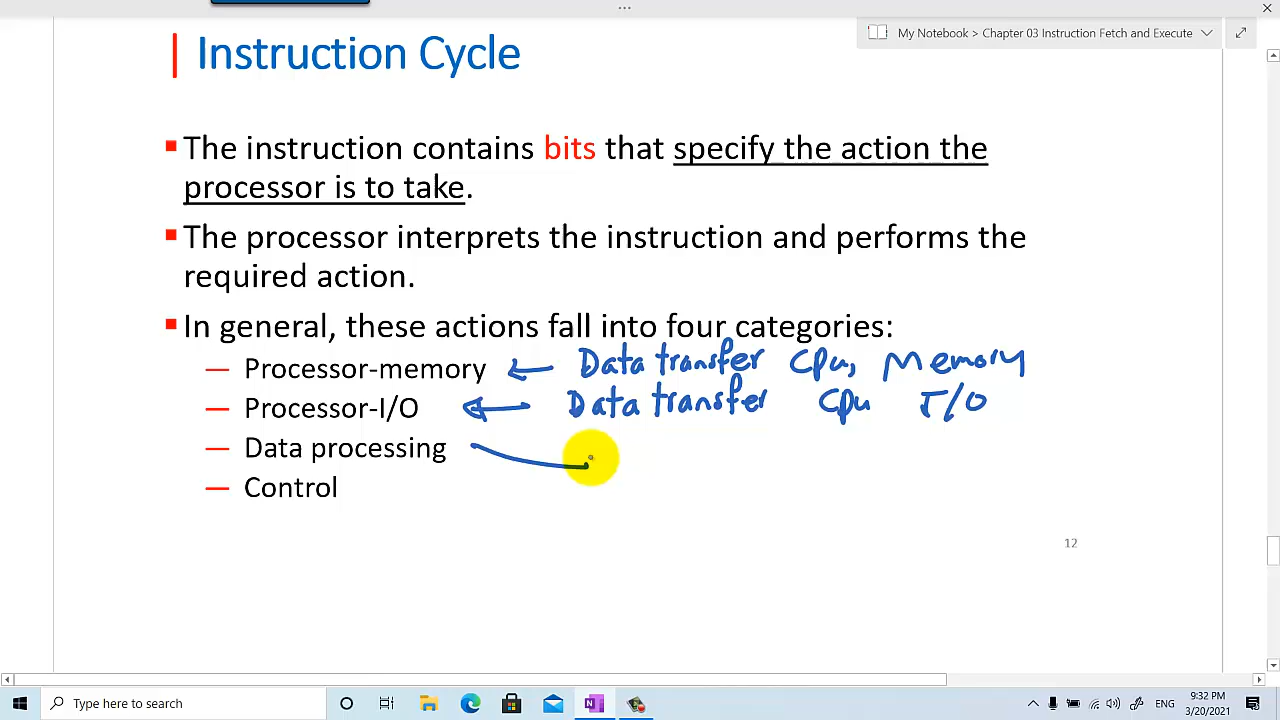 ...
My Notebook > Chapter 03 Instruction Fetch and Execute
Instruction Cycle
The instruction contains bits that specify the action the
processor is to take.
The processor interprets the instruction and performs the
required action.
In general, these actions fall into four categories:
— Processor-memory Data transfer Cpu, Memory
— Processor-I/O Data transfer Cpu I/O
— Data processing
— Control
12
Type here to search
ENG
9:32 PM
3/20/2021